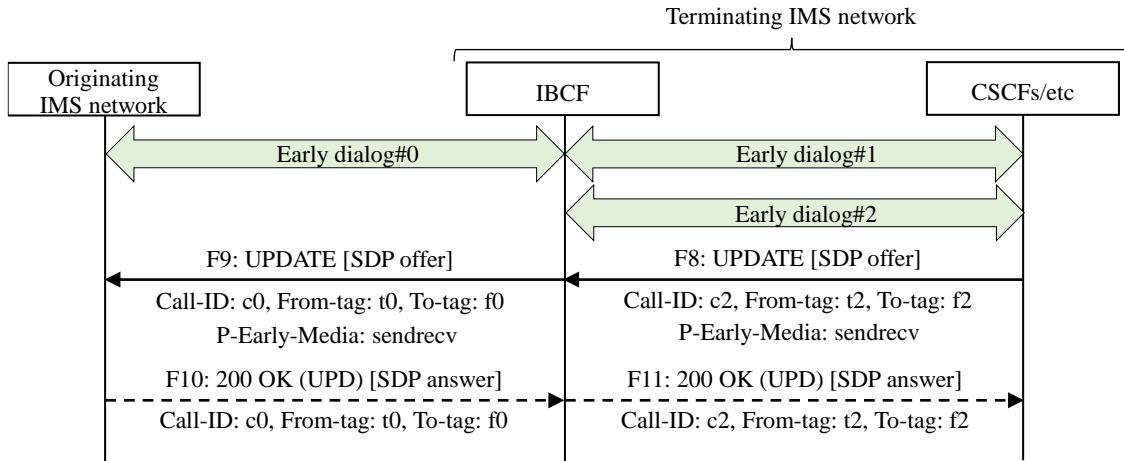 Terminating IMS network
Originating
IMS network
IBCF
CSCFs/etc
Early dialog#0
Early dialog#1
Early dialog#2
F9: UPDATE [SDP offer]
F8: UPDATE [SDP offer]
Call-ID: c0, From-tag: t0, To-tag: f0
Call-ID: c2, From-tag: t2, To-tag: f2
P-Early-Media: sendrecv
P-Early-Media: sendrecv
F10: 200 OK (UPD) [SDP answer]
F11: 200 OK (UPD) [SDP answer]
Call-ID: c0, From-tag: t0, To-tag: f0
Call-ID: c2, From-tag: t2, To-tag: f2